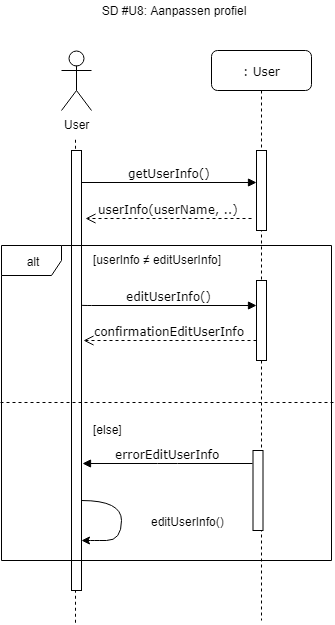 SD #U8: Aanpassen profiel
: User
User
getUserInfo()
userInfo(userName, ..)
alt
[userInfo ≠ editUserInfo]
editUserInfo()
confirmationEditUserInfo
[else]
errorEditUserInfo
editUserInfo()